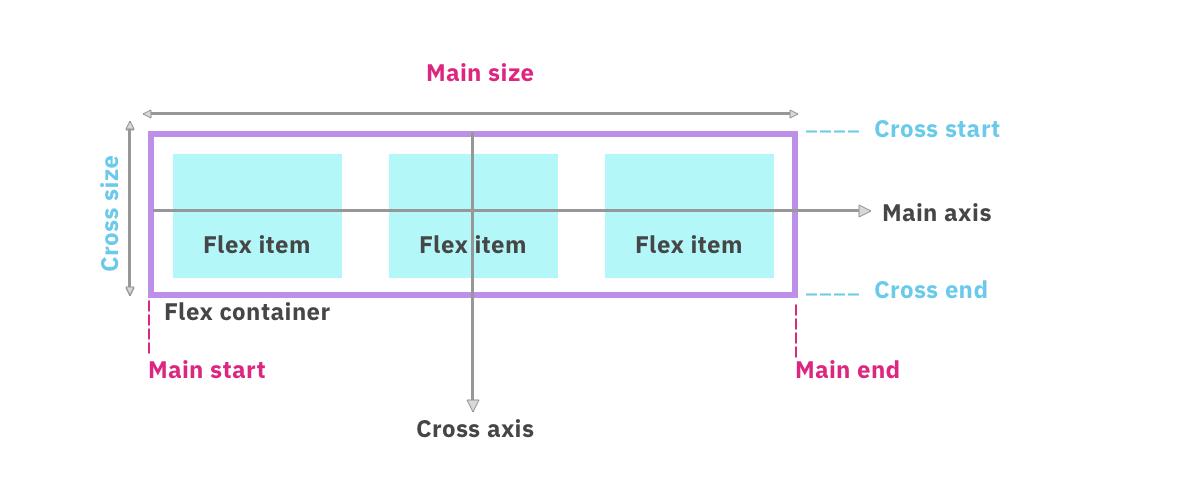 Main size
Cross start
Cross size
Main axis
Flex item
Flex item
Flex item
Cross end
Flex container
Main start
Main end
Cross axis